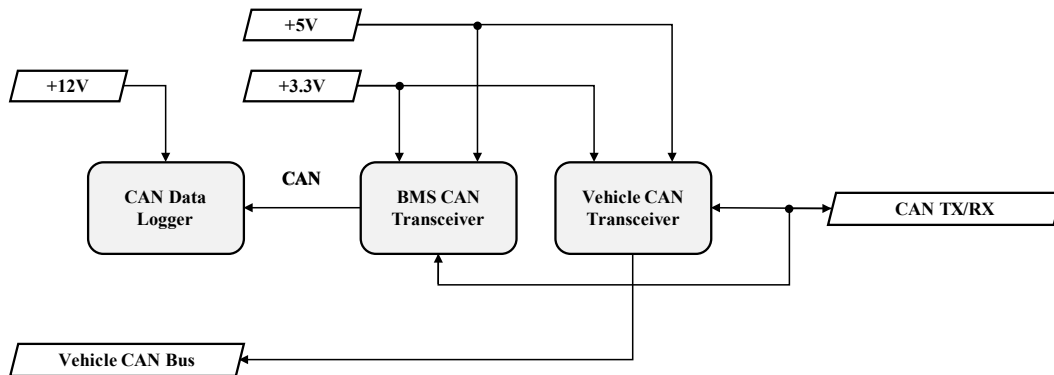 +5V
+12V
+3.3V
CAN
CAN Data
Logger
BMS CAN
Transceiver
Vehicle CAN
Transceiver
CAN TX/RX
Vehicle CAN Bus